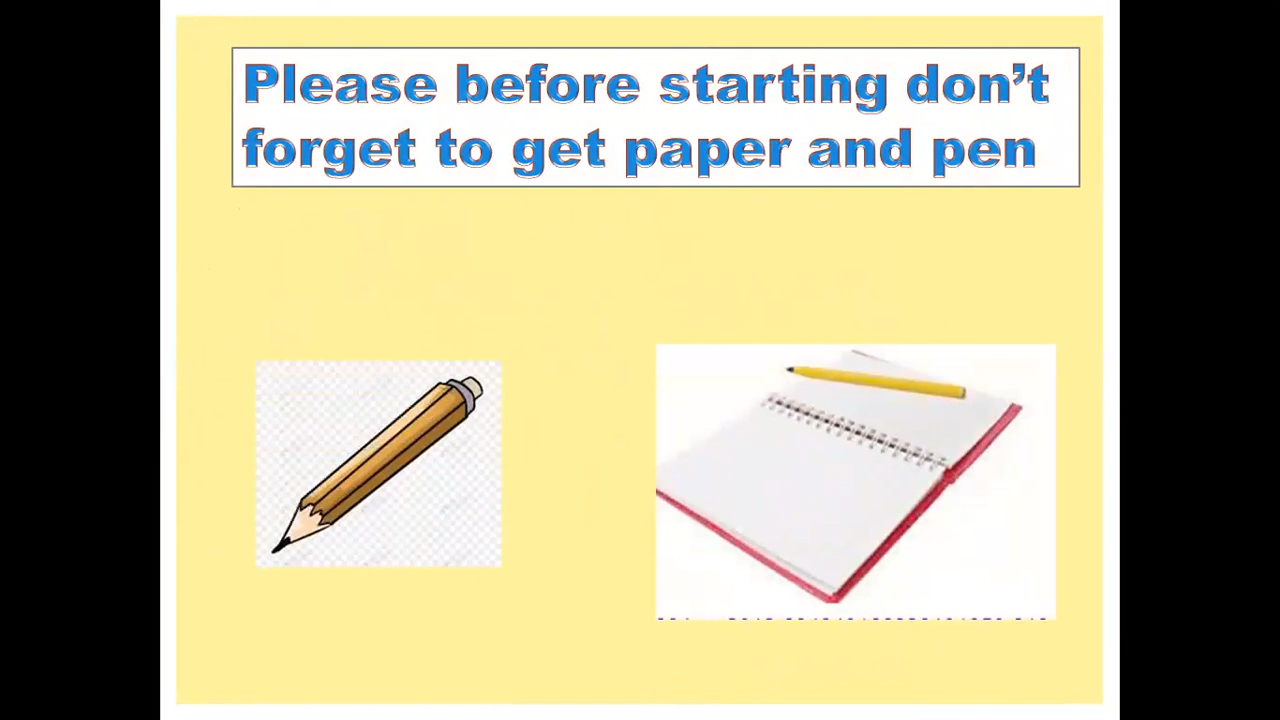 Please before starting don’t
forget to get paper and pen